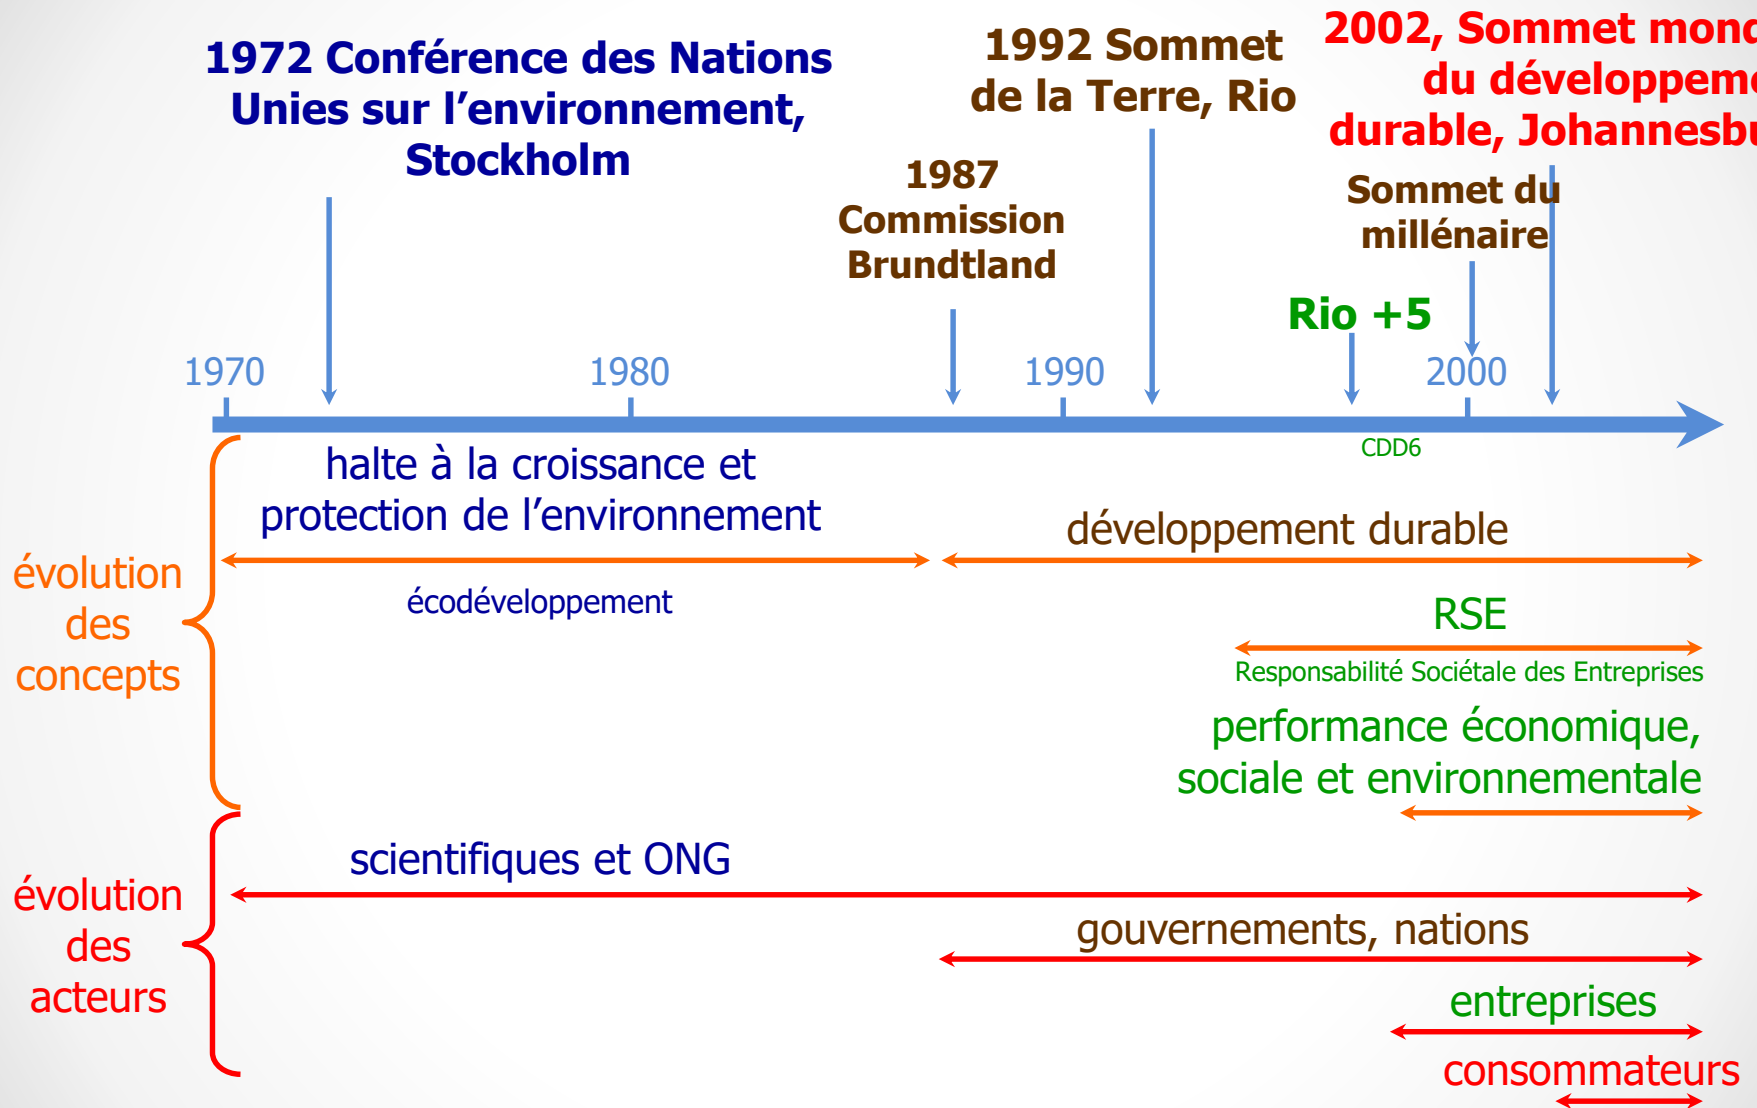 1972 Conférence des Nations
Unies sur l’environnement,
Stockholm
1992 Sommet
de la Terre, Rio
2002, Sommet
du
durable,
1987
Commission
Brundtland
Sommet du
millénaire
Rio +5
1970
1980
1990
2000
CDD6
halte à la croissance et
protection de l’environnement
développement durable
écodéveloppement
évolution
des
concepts
RSE
Responsabilité Sociétale des Entreprises
performance économique,
sociale et environnementale
scientifiques et ONG
évolution
des
acteurs
gouvernements, nations
entreprises
consommateurs